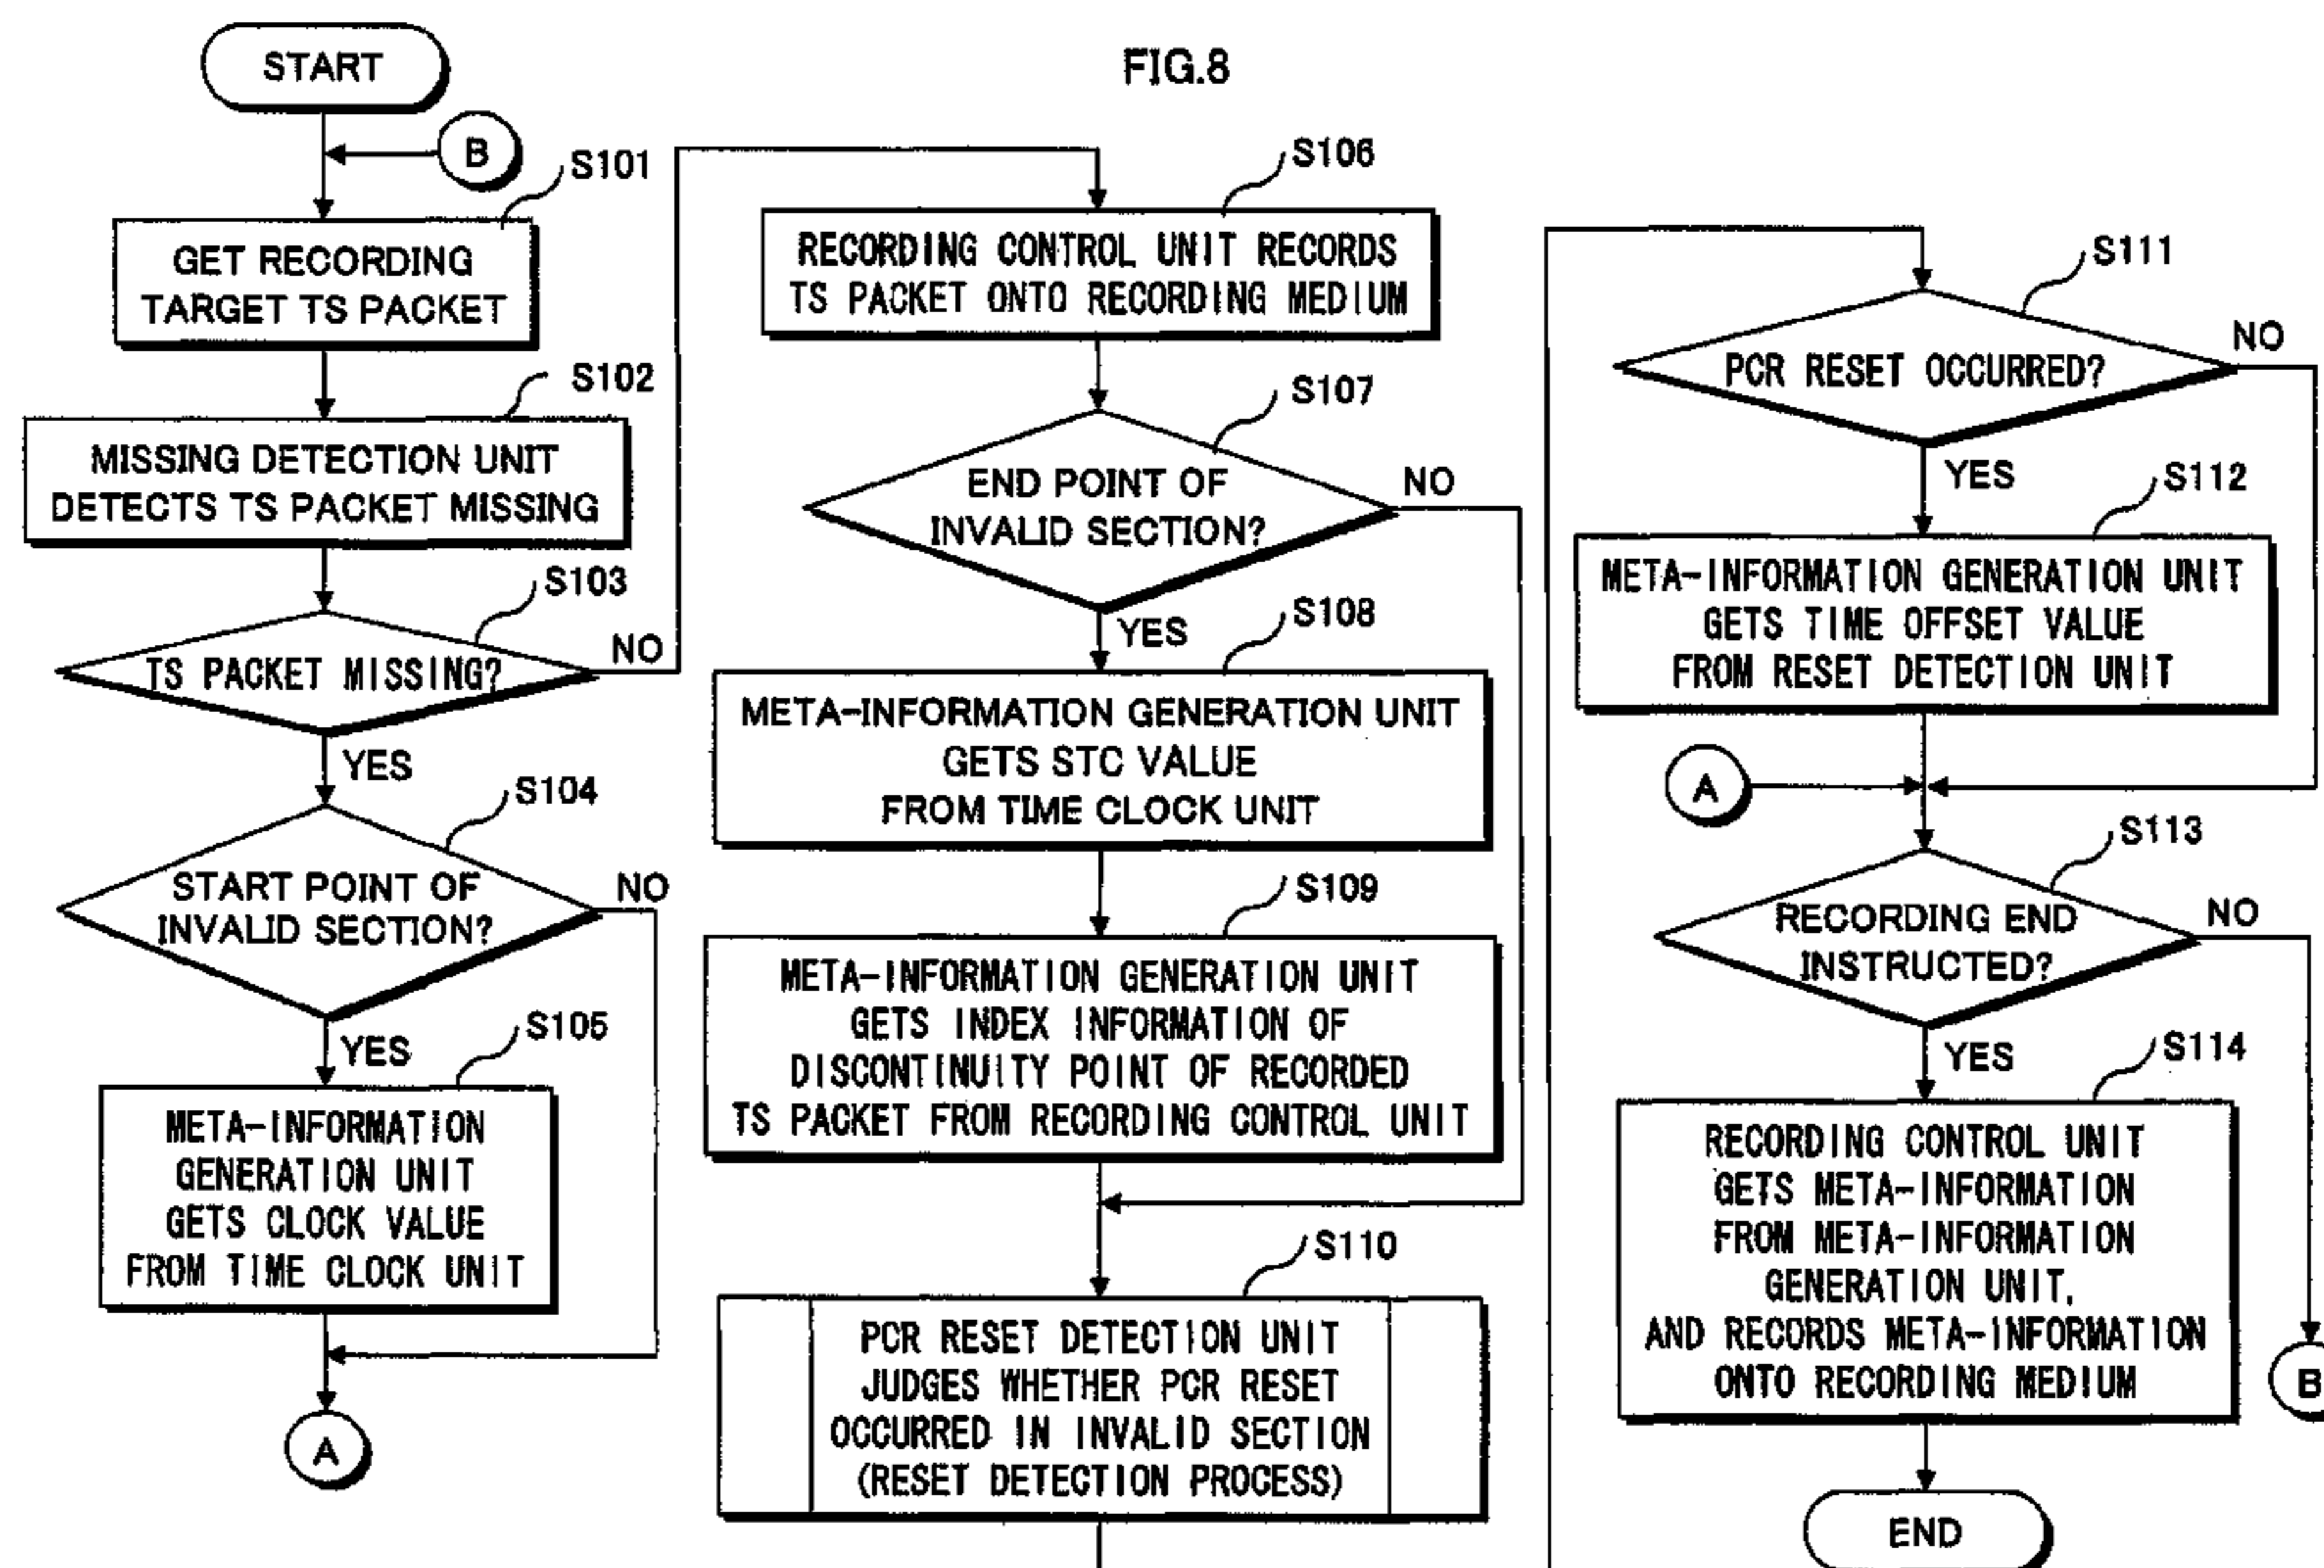 FIG.8
START
B
S101
GET RECORDING
TARGET TS PACKET
S102
MISSING DETECTION UNIT
DETECTS TS PACKET MISSING
S103
TS PACKET MISSING?
NO
YES
S104
START POINT OF
INVALID SECTION?
NO
YES
S105
META-INFORMATION
GENERATION UNIT
GETS CLOCK VALUE
FROM TIME CLOCK UNIT
A
S106
RECORDING CONTROL UNIT RECORDS
TS PACKET ONTO RECORDING MEDIUM
S107
END POINT OF
INVALID SECTION?
NO
YES
S108
META-INFORMATION GENERATION UNIT
GETS STC VALUE
FROM TIME CLOCK UNIT
S109
META-INFORMATION GENERATION UNIT
GETS INDEX INFORMATION OF
DISCONTINUITY POINT OF RECORDED
TS PACKET FROM RECORDING CONTROL UNIT
S110
PCR RESET DETECTION UNIT
JUDGES WHETHER PCR RESET
OCCURRED IN INVALID SECTION
(RESET DETECTION PROCESS)
S111
PCR RESET OCCURRED?
NO
YES
S112
META-INFORMATION GENERATION UNIT
GETS TIME OFFSET VALUE
FROM RESET DETECTION UNIT
A
S113
RECORDING END
INSTRUCTED?
NO
YES
S114
RECORDING CONTROL UNIT
GETS META-INFORMATION
FROM META-INFORMATION
GENERATION UNIT,
AND RECORDS META-INFORMATION
ONTO RECORDING MEDIUM
B
END